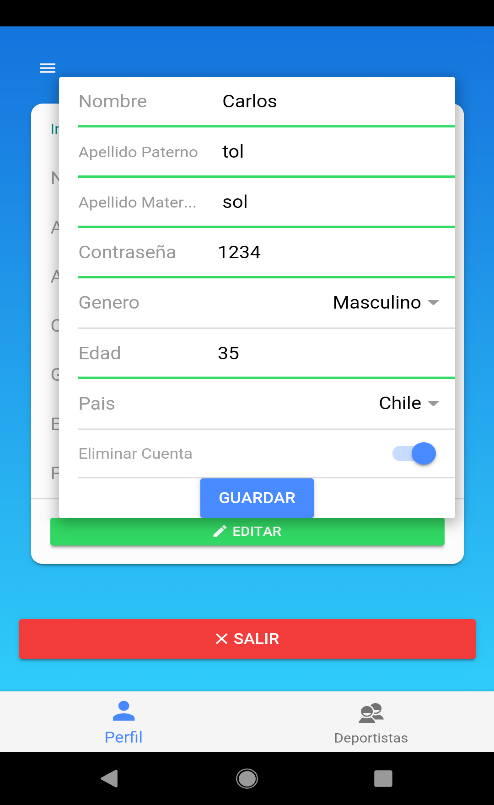 Nombre Carlos
In
Apellido Paterno tol
N
Apellido Mater... sol
A
Contraseña 1234
A
Genero Masculino
C
Edad 35
G
Pais Chile
E
Eliminar Cuenta
GUARDAR
EDITAR
SALIR
Perfil Deportistas